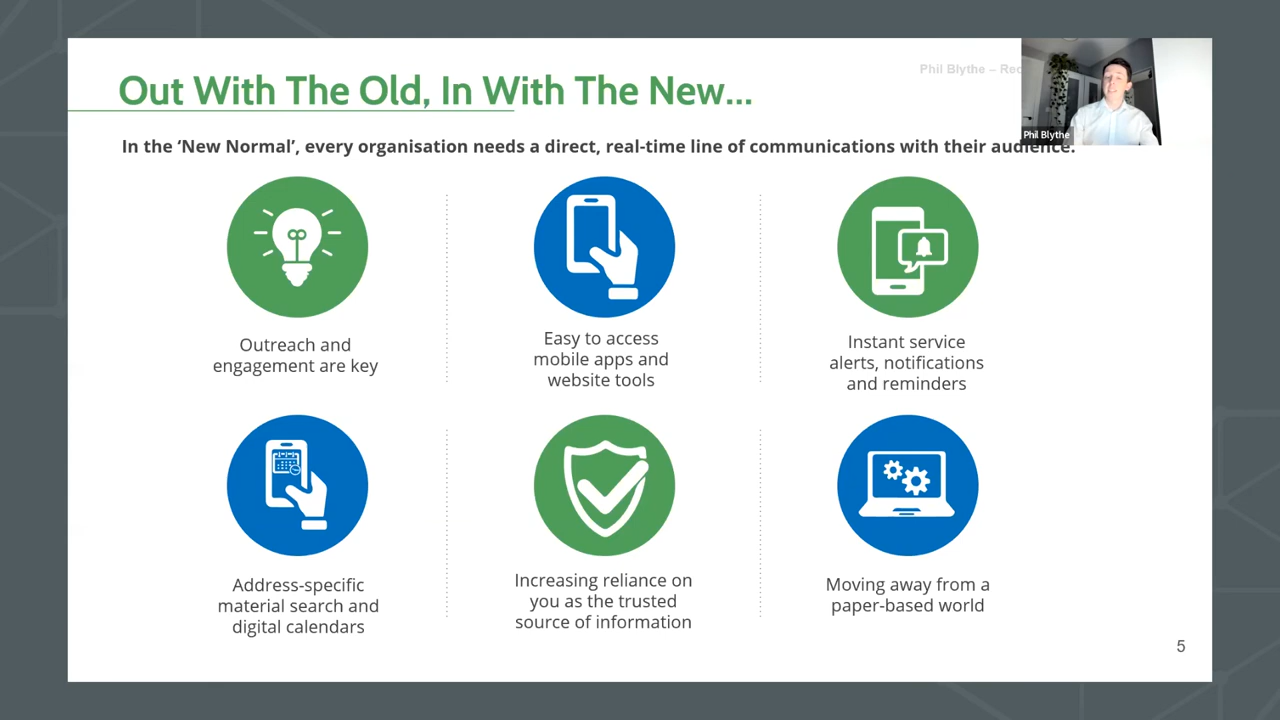 Phil Blythe – Rec
Out With The Old, In With The New...
Phil Blythe
In the ‘New Normal’, every organisation needs a direct, real-time line of communications with their audience.
Outreach and
engagement are key
Easy to access
mobile apps and
website tools
Instant service
alerts, notifications
and reminders
Address-specific
material search and
digital calendars
Increasing reliance on
you as the trusted
source of information
Moving away from a
paper-based world
5